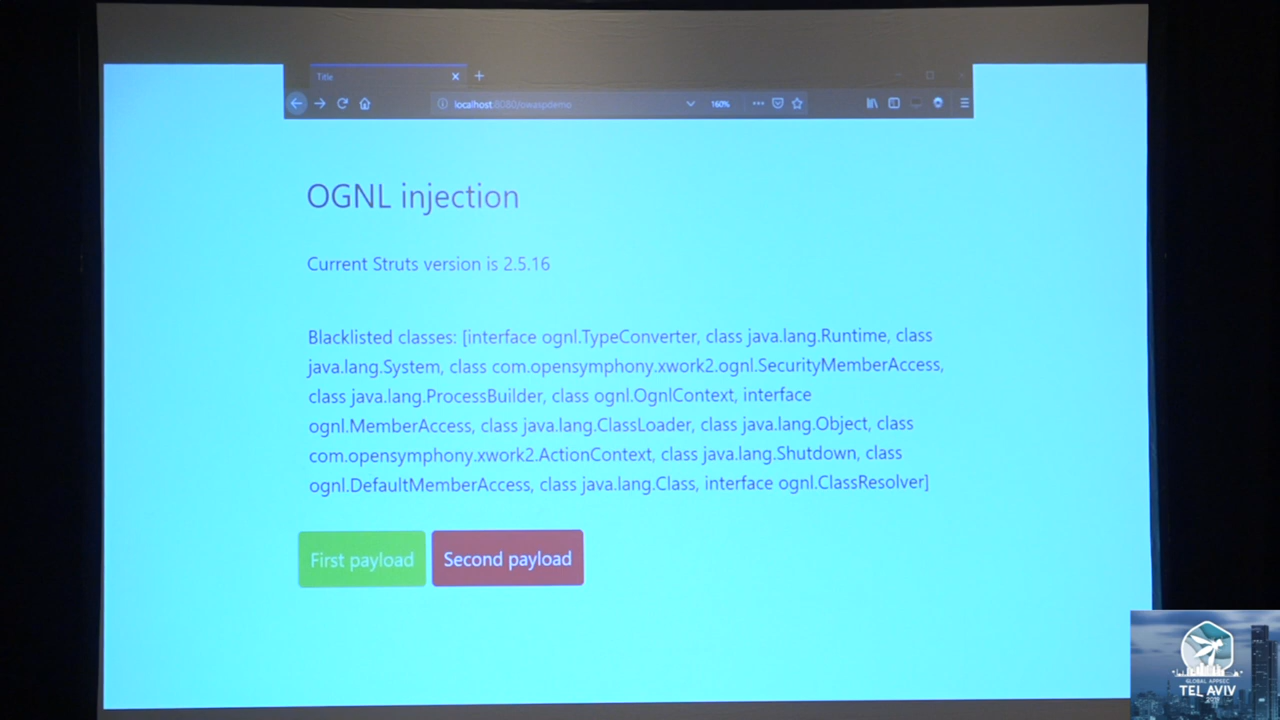 Title
localhost:8080/owaspdemo
160%
OGNL injection
Current Struts version is 2.5.16
Blacklisted classes: [interface ognl.TypeConverter, class java.lang.Runtime, class
java.lang.System, class com.opensymphony.xwork2.ognl.SecurityMemberAccess,
class java.lang.ProcessBuilder, class ognl.OgnlContext, interface
ognl.MemberAccess, class java.lang.ClassLoader, class java.lang.Object, class
com.opensymphony.xwork2.ActionContext, class java.lang.Shutdown, class
ognl.DefaultMemberAccess, class java.lang.Class, interface ognl.ClassResolver]
First payload
Second payload
GLOBAL APPSEC
TEL AVIV